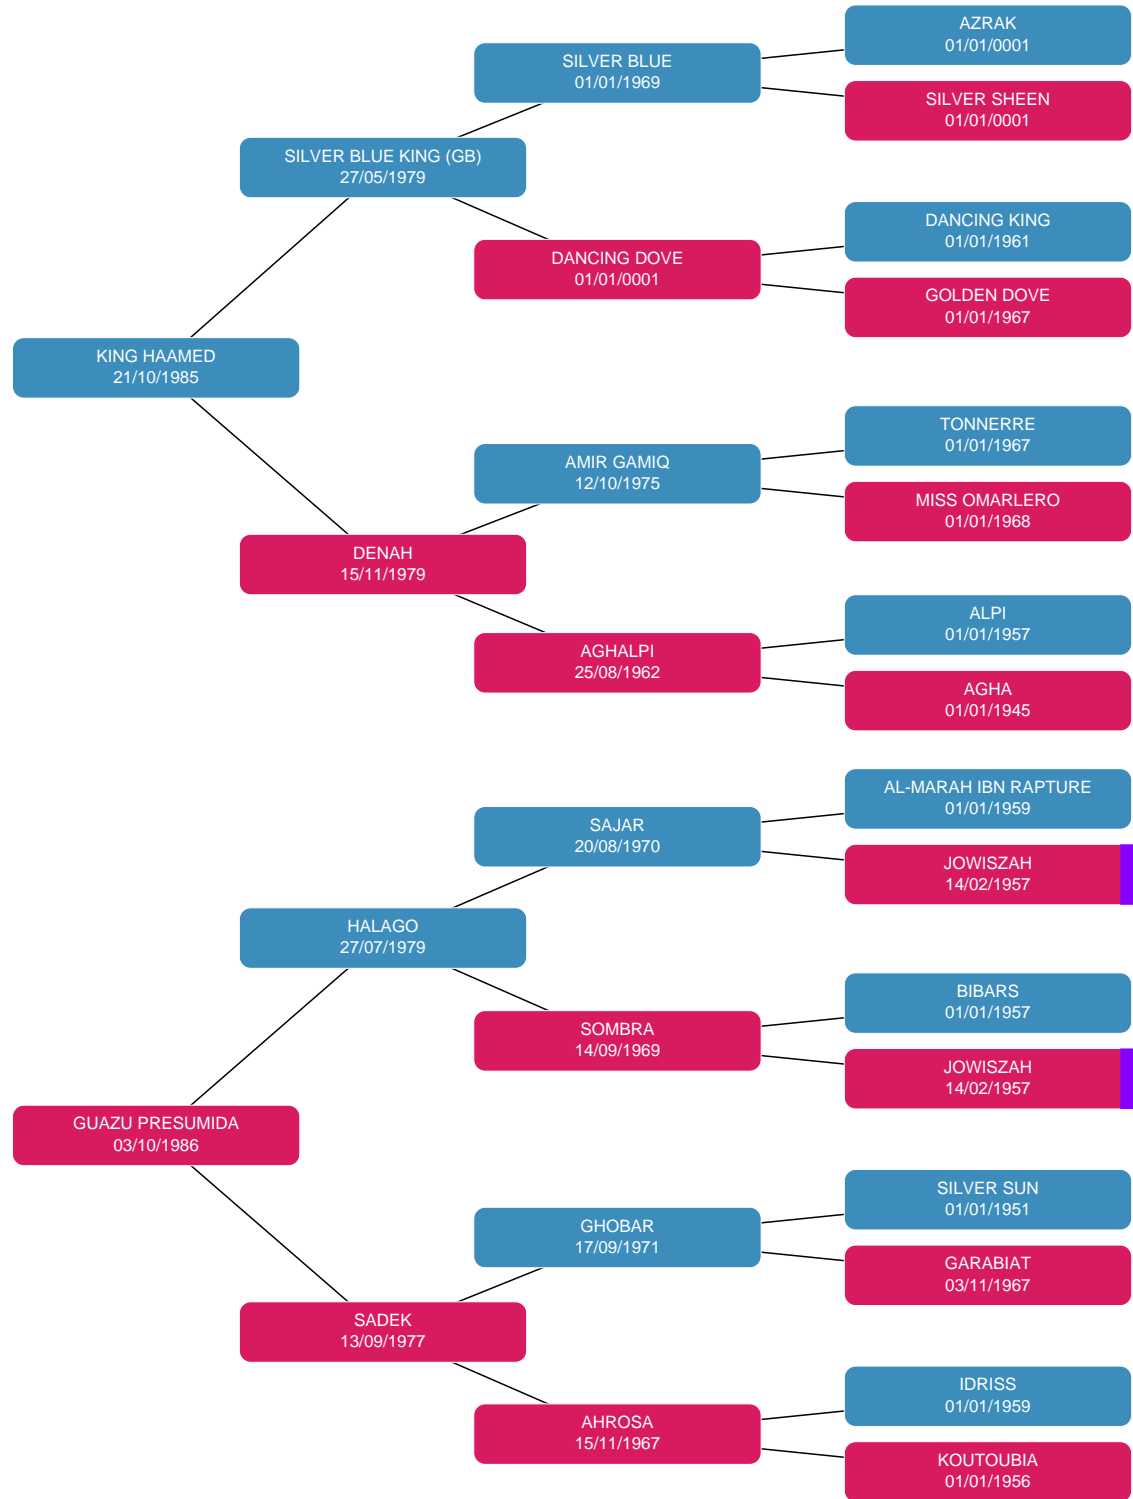 AZRAK
01/01/0001
SILVER BLUE
01/01/1969
SILVER SHEEN
01/01/0001
SILVER BLUE KING (GB)
27/05/1979
DANCING KING
01/01/1961
DANCING DOVE
01/01/0001
GOLDEN DOVE
01/01/1967
KING HAAMED
21/10/1985
TONNERRE
01/01/1967
AMIR GAMIQ
12/10/1975
MISS OMARLERO
01/01/1968
DENAH
15/11/1979
ALPI
01/01/1957
AGHALPI
25/08/1962
AGHA
01/01/1945
AL-MARAH IBN RAPTURE
01/01/1959
SAJAR
20/08/1970
JOWISZAH
14/02/1957
HALAGO
27/07/1979
BIBARS
01/01/1957
SOMBRA
14/09/1969
JOWISZAH
14/02/1957
GUAZU PRESUMIDA
03/10/1986
SILVER SUN
01/01/1951
GHOBAR
17/09/1971
GARABIAT
03/11/1967
SADEK
13/09/1977
IDRISS
01/01/1959
AHROSA
15/11/1967
KOUTOUBIA
01/01/1956